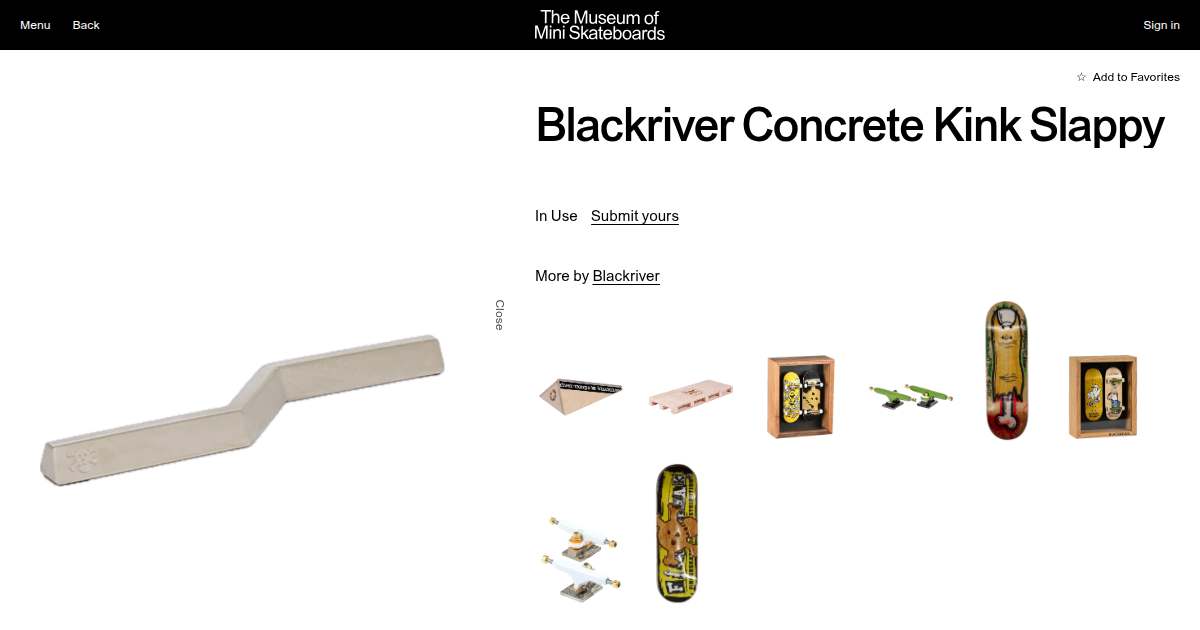 Menu
Back
The Museum of
Mini Skateboards
Sign in
☆ Add to Favorites
Blackriver Concrete Kink Slappy
In Use Submit yours
More by Blackriver
Close